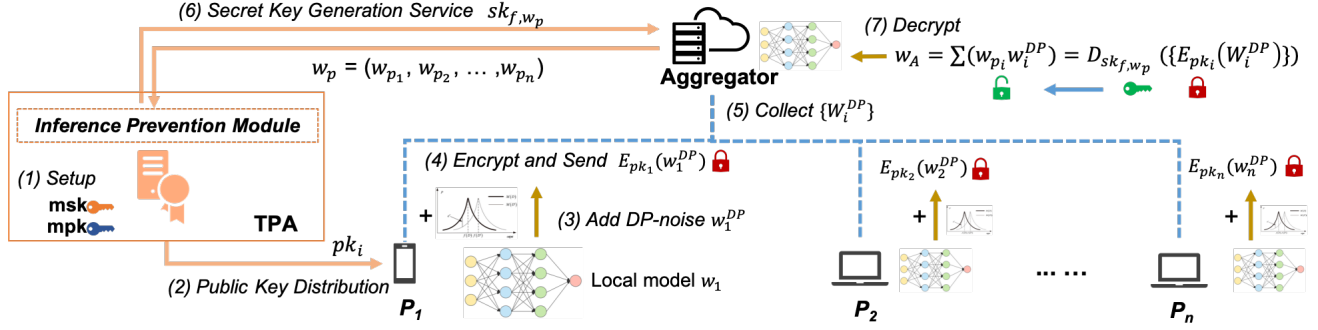 (6) Secret Key Generation Service sk_{f,w_p}
w_p = (w_{p_1}, w_{p_2}, … ,w_{p_n})
Aggregator
(7) Decrypt
w_A = ∑(w_{p_i} w_i^{DP}) = D_{sk_{f,w_p}} ({E_{pk_i}(W_i^{DP})})
(5) Collect {W_i^{DP}}
Inference Prevention Module
(1) Setup
msk
mpk
TPA
pk_i
(2) Public Key Distribution
(4) Encrypt and Send E_{pk_1}(w_1^{DP})
+
(3) Add DP-noise w_1^{DP}
Local model w_1
P_1
E_{pk_2}(w_2^{DP})
+
P_2
... ...
E_{pk_n}(w_n^{DP})
+
P_n